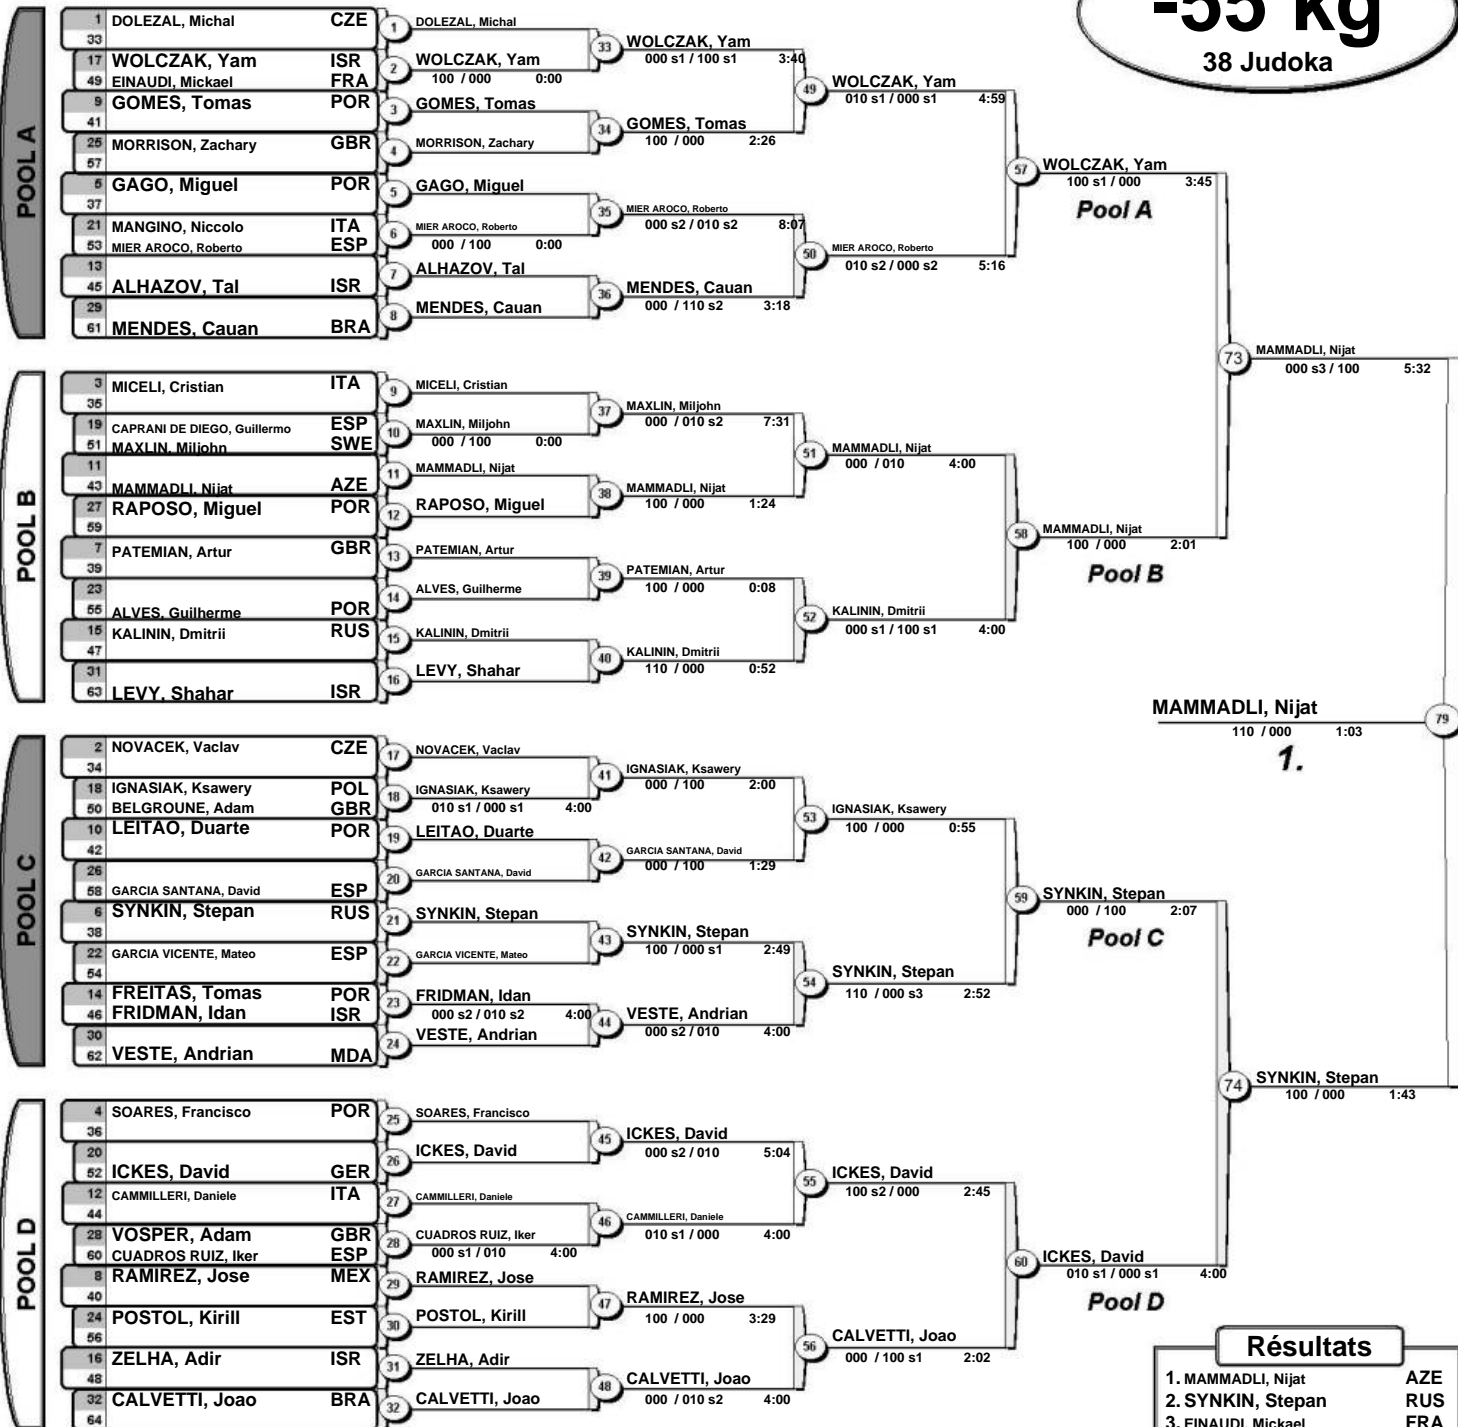 -55 kg
38 Judoka
POOL A
1 DOLEZAL, Michal CZE
33
17 WOLCZAK, Yam ISR
49 EINAUDI, Mickael FRA
9 GOMES, Tomas POR
41
25 MORRISON, Zachary GBR
57
5 GAGO, Miguel POR
37
21 MANGINO, Niccolo ITA
53 MIER AROCO, Roberto ESP
13
45 ALHAZOV, Tal ISR
29
61 MENDES, Cauan BRA
1 DOLEZAL, Michal
2 WOLCZAK, Yam
100 / 000 0:00
3 GOMES, Tomas
4 MORRISON, Zachary
5 GAGO, Miguel
6 MIER AROCO, Roberto
000 / 100 0:00
7 ALHAZOV, Tal
8 MENDES, Cauan
33 WOLCZAK, Yam
000 s1 / 100 s1 3:40
34 GOMES, Tomas
100 / 000 2:26
35 MIER AROCO, Roberto
000 s2 / 010 s2 8:07
36 MENDES, Cauan
000 / 110 s2 3:18
49 WOLCZAK, Yam
010 s1 / 000 s1 4:59
50 MIER AROCO, Roberto
010 s2 / 000 s2 5:16
57 WOLCZAK, Yam
100 s1 / 000 3:45
Pool A
POOL B
3 MICELI, Cristian ITA
35
19 CAPRANI DE DIEGO, Guillermo ESP
51 MAXLIN, Miljohn SWE
11
43 MAMMADLI, Nijat AZE
27 RAPOSO, Miguel POR
59
7 PATEMIAN, Artur GBR
39
23
55 ALVES, Guilherme POR
15 KALININ, Dmitrii RUS
47
31
63 LEVY, Shahar ISR
9 MICELI, Cristian
10 MAXLIN, Miljohn
000 / 100 0:00
11 MAMMADLI, Nijat
12 RAPOSO, Miguel
13 PATEMIAN, Artur
14 ALVES, Guilherme
15 KALININ, Dmitrii
16 LEVY, Shahar
37 MAXLIN, Miljohn
000 / 010 s2 7:31
38 MAMMADLI, Nijat
100 / 000 1:24
39 PATEMIAN, Artur
100 / 000 0:08
40 KALININ, Dmitrii
110 / 000 0:52
51 MAMMADLI, Nijat
000 / 010 4:00
52 KALININ, Dmitrii
000 s1 / 100 s1 4:00
58 MAMMADLI, Nijat
100 / 000 2:01
Pool B
73 MAMMADLI, Nijat
000 s3 / 100 5:32
MAMMADLI, Nijat 79
110 / 000 1:03
1.
POOL C
2 NOVACEK, Vaclav CZE
34
18 IGNASIAK, Ksawery POL
50 BELGROUNE, Adam GBR
10 LEITAO, Duarte POR
42
26
58 GARCIA SANTANA, David ESP
6 SYNKIN, Stepan RUS
38
22 GARCIA VICENTE, Mateo ESP
54
14 FREITAS, Tomas POR
46 FRIDMAN, Idan ISR
30
62 VESTE, Andrian MDA
17 NOVACEK, Vaclav
18 IGNASIAK, Ksawery
010 s1 / 000 s1 4:00
19 LEITAO, Duarte
20 GARCIA SANTANA, David
21 SYNKIN, Stepan
22 GARCIA VICENTE, Mateo
23 FRIDMAN, Idan
000 s2 / 010 s2 4:00
24 VESTE, Andrian
41 IGNASIAK, Ksawery
000 / 100 2:00
42 GARCIA SANTANA, David
000 / 100 1:29
43 SYNKIN, Stepan
100 / 000 s1 2:49
44 VESTE, Andrian
000 s2 / 010 4:00
53 IGNASIAK, Ksawery
100 / 000 0:55
54 SYNKIN, Stepan
110 / 000 s3 2:52
59 SYNKIN, Stepan
000 / 100 2:07
Pool C
74 SYNKIN, Stepan
100 / 000 1:43
POOL D
4 SOARES, Francisco POR
36
20
52 ICKES, David GER
12 CAMMILLERI, Daniele ITA
44
28 VOSPER, Adam GBR
60 CUADROS RUIZ, Iker ESP
8 RAMIREZ, Jose MEX
40
24 POSTOL, Kirill EST
56
16 ZELHA, Adir ISR
48
32 CALVETTI, Joao BRA
64
25 SOARES, Francisco
26 ICKES, David
27 CAMMILLERI, Daniele
28 CUADROS RUIZ, Iker
000 s1 / 010 4:00
29 RAMIREZ, Jose
30 POSTOL, Kirill
31 ZELHA, Adir
32 CALVETTI, Joao
45 ICKES, David
000 s2 / 010 5:04
46 CAMMILLERI, Daniele
010 s1 / 000 4:00
47 RAMIREZ, Jose
100 / 000 3:29
48 CALVETTI, Joao
000 / 010 s2 4:00
55 ICKES, David
100 s2 / 000 2:45
56 CALVETTI, Joao
000 / 100 s1 2:02
60 ICKES, David
010 s1 / 000 s1 4:00
Pool D
Résultats
1. MAMMADLI, Nijat AZE
2. SYNKIN, Stepan RUS
3. EINAUDI, Mickael FRA